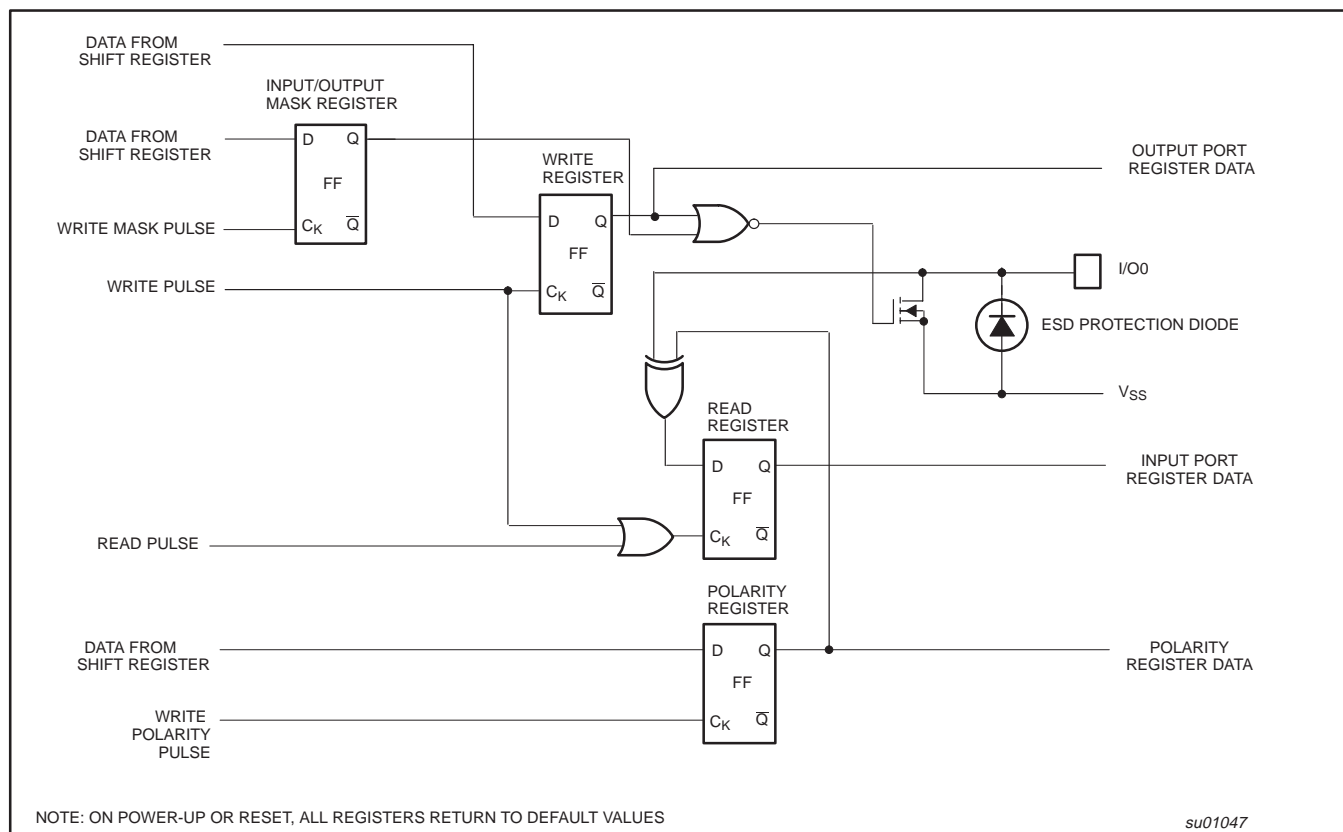 DATA FROM
SHIFT REGISTER
INPUT/OUTPUT
MASK REGISTER
DATA FROM
SHIFT REGISTER
D Q
FF
CK Q̅
WRITE MASK PULSE
WRITE
REGISTER
D Q
FF
CK Q̅
OUTPUT PORT
REGISTER DATA
WRITE PULSE
I/O0
ESD PROTECTION DIODE
VSS
READ
REGISTER
D Q
FF
CK Q̅
INPUT PORT
REGISTER DATA
READ PULSE
POLARITY
REGISTER
DATA FROM
SHIFT REGISTER
D Q
FF
CK Q̅
POLARITY
REGISTER DATA
WRITE
POLARITY
PULSE
NOTE: ON POWER-UP OR RESET, ALL REGISTERS RETURN TO DEFAULT VALUES
su01047